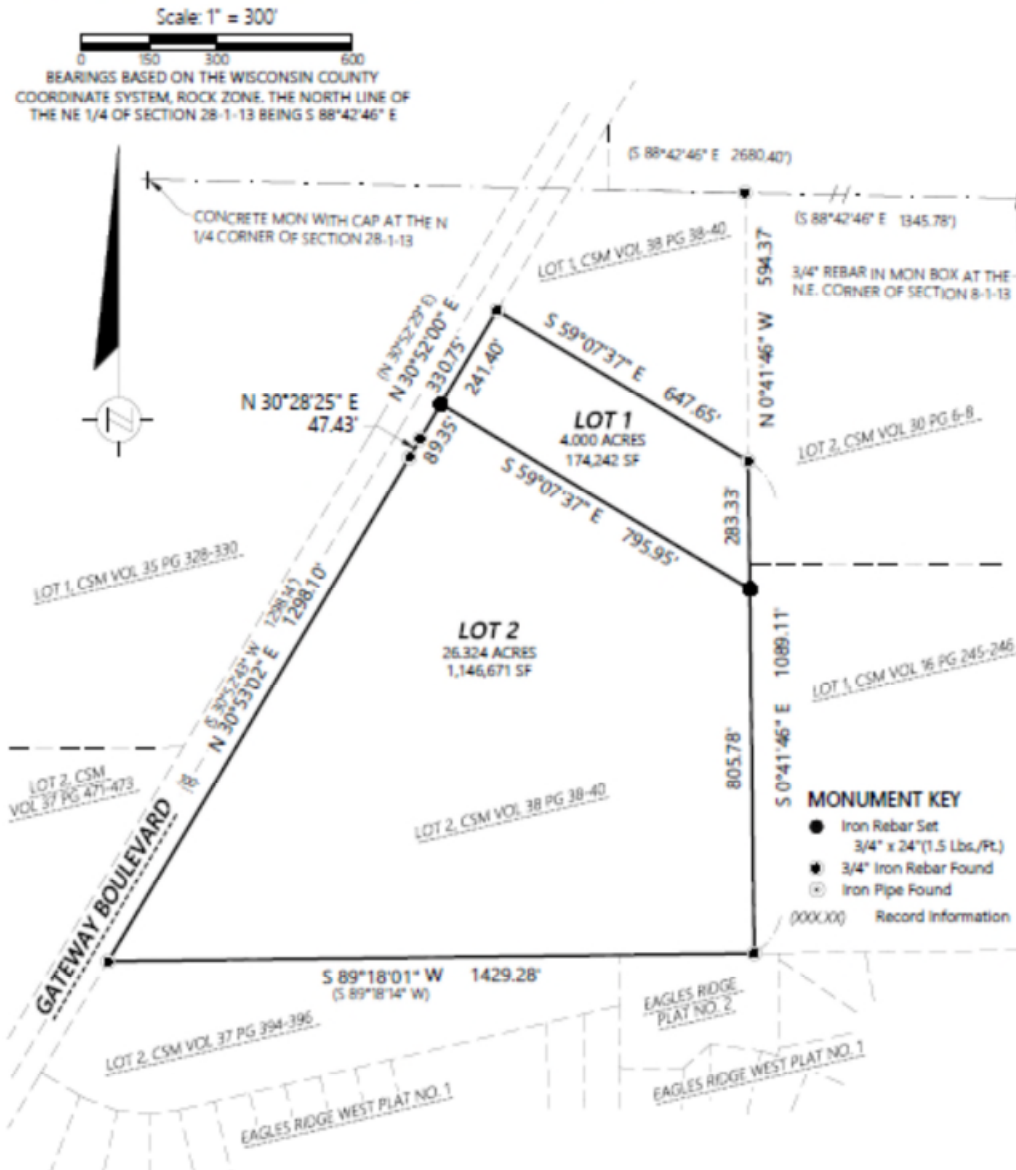 Scale: 1" = 300'
0 150 300 600
BEARINGS BASED ON THE WISCONSIN COUNTY
COORDINATE SYSTEM, ROCK ZONE. THE NORTH LINE OF
THE NE 1/4 OF SECTION 28-1-13 BEING S 88°42'46" E
(S 88°42'46" E 2680.40')
CONCRETE MON WITH CAP AT THE N
1/4 CORNER OF SECTION 28-1-13
(S 88°42'46" E 1345.78')
LOT 1, CSM VOL 38 PG 38-40
3/4" REBAR IN MON BOX AT THE
N.E. CORNER OF SECTION 8-1-13
N 0°41'46" W 594.37'
(N 30°52'29" E)
N 30°52'00" E
330.75'
241.40'
S 59°07'37" E 647.65'
N 30°28'25" E
47.43'
89.35'
LOT 1
4.000 ACRES
174,242 SF
LOT 2, CSM VOL 30 PG 6-8
S 59°07'37" E 795.95'
283.33'
LOT 1, CSM VOL 35 PG 328-330
(S 30°52'43" W 1298.14')
N 30°53'02" E 1298.10'
LOT 2
26.324 ACRES
1,146,671 SF
S 0°41'46" E 1089.11'
LOT 1, CSM VOL 16 PG 245-246
805.78'
LOT 2, CSM
VOL 37 PG 471-473
100'
LOT 2, CSM VOL 38 PG 38-40
GATEWAY BOULEVARD
MONUMENT KEY
Iron Rebar Set
3/4" x 24"(1.5 Lbs./Ft.)
3/4" Iron Rebar Found
Iron Pipe Found
(XXX.XX) Record Information
S 89°18'01" W 1429.28'
(S 89°18'14" W)
LOT 2, CSM VOL 37 PG 394-396
EAGLES RIDGE
PLAT NO. 2
EAGLES RIDGE WEST PLAT NO. 1
EAGLES RIDGE WEST PLAT NO. 1